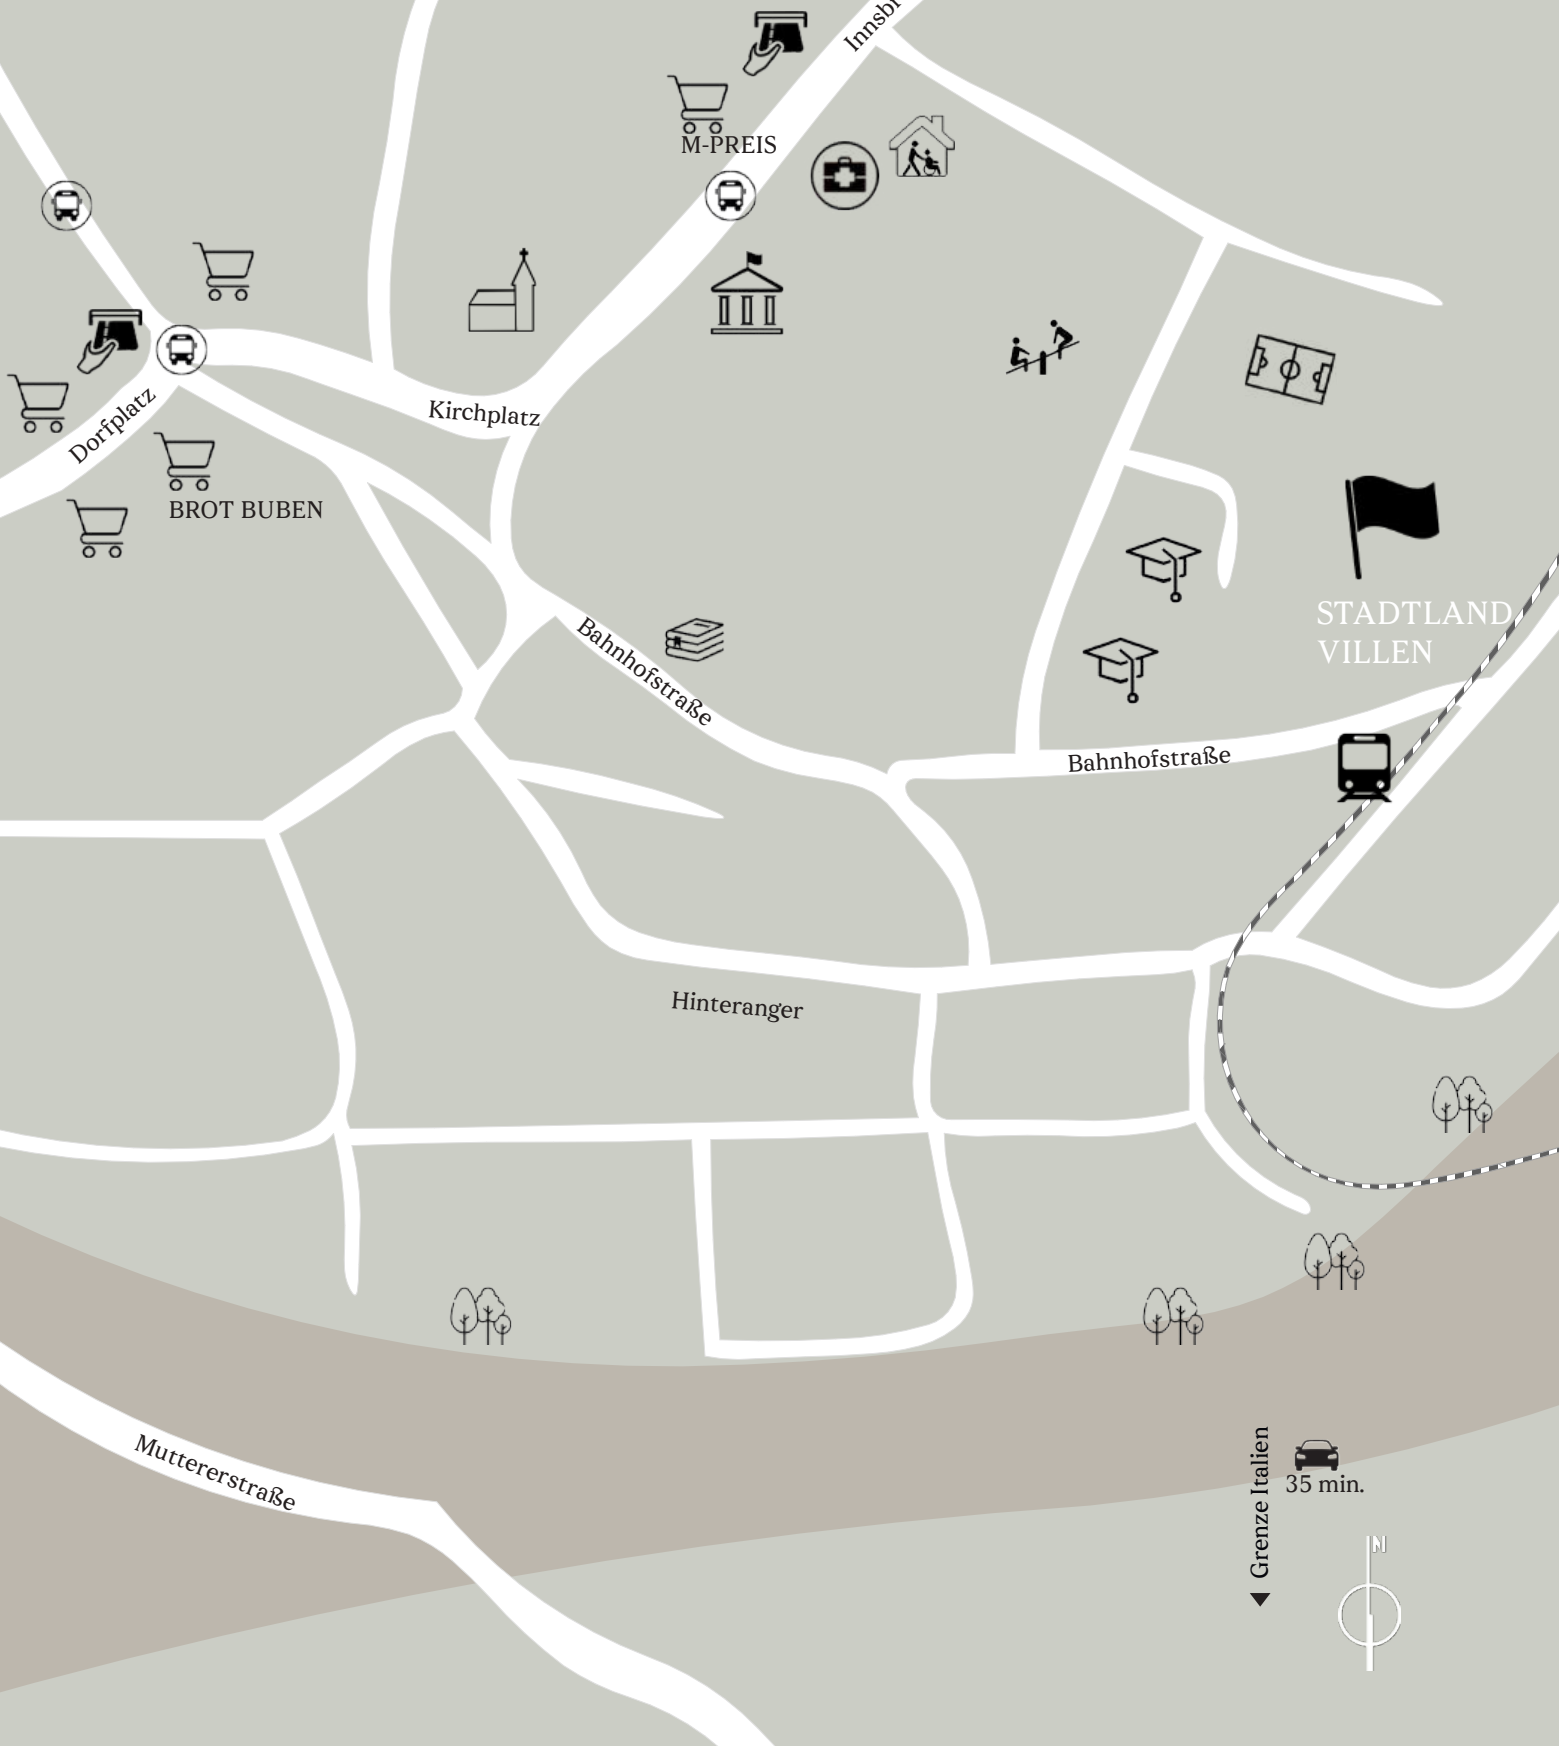 Innsbr
M-PREIS
Kirchplatz
Dorfplatz
BROT BUBEN
STADTLAND
VILLEN
Bahnhofstraße
Bahnhofstraße
Hinteranger
Muttererstraße
Grenze Italien
35 min.
N